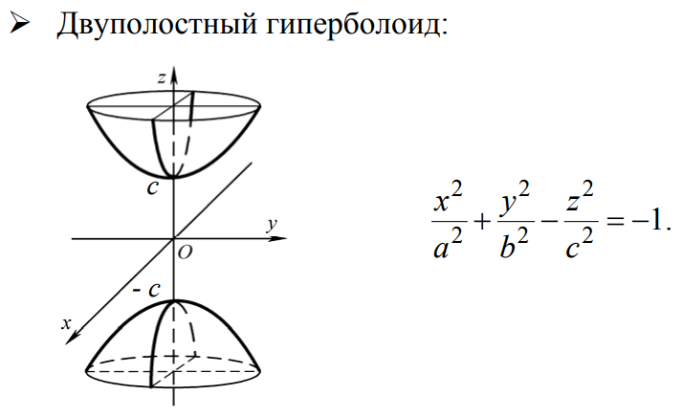 ➢ Двуполостный гиперболоид:
z
c
y
O
- c
x
x²/a² + y²/b² − z²/c² = −1.